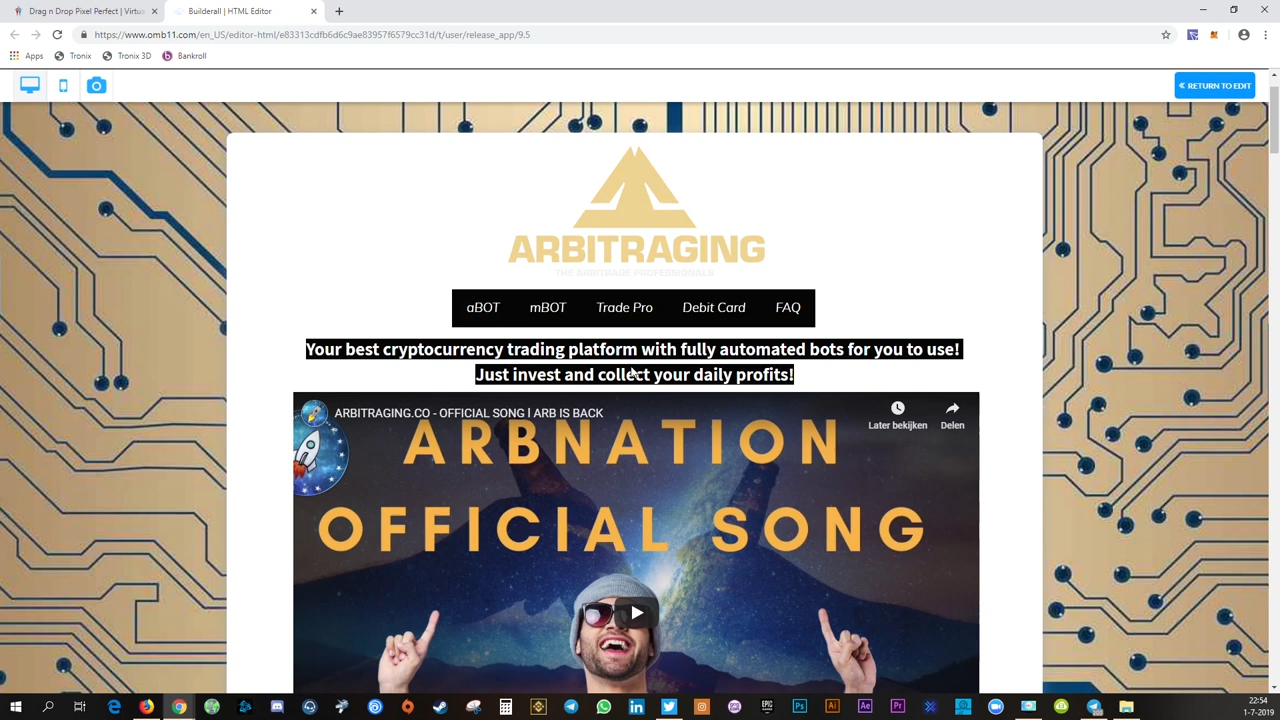 Drag n Drop Pixel Perfect | Virtu
Builderall | HTML Editor
https://www.omb11.com/en_US/editor-html/e83313cdfb6d6c9ae83957f6579cc31d/t/user/release_app/9.5
Apps
Tronix
Tronix 3D
Bankroll
« RETURN TO EDIT
ARBITRAGING
THE ARBITRAGE PROFESSIONALS
aBOT mBOT Trade Pro Debit Card FAQ
Your best cryptocurrency trading platform with fully automated bots for you to use!
Just invest and collect your daily profits!
ARBITRAGING.CO - OFFICIAL SONG l ARB IS BACK
Later bekijken
Delen
ARBNATION
OFFICIAL SONG
22:54
1-7-2019